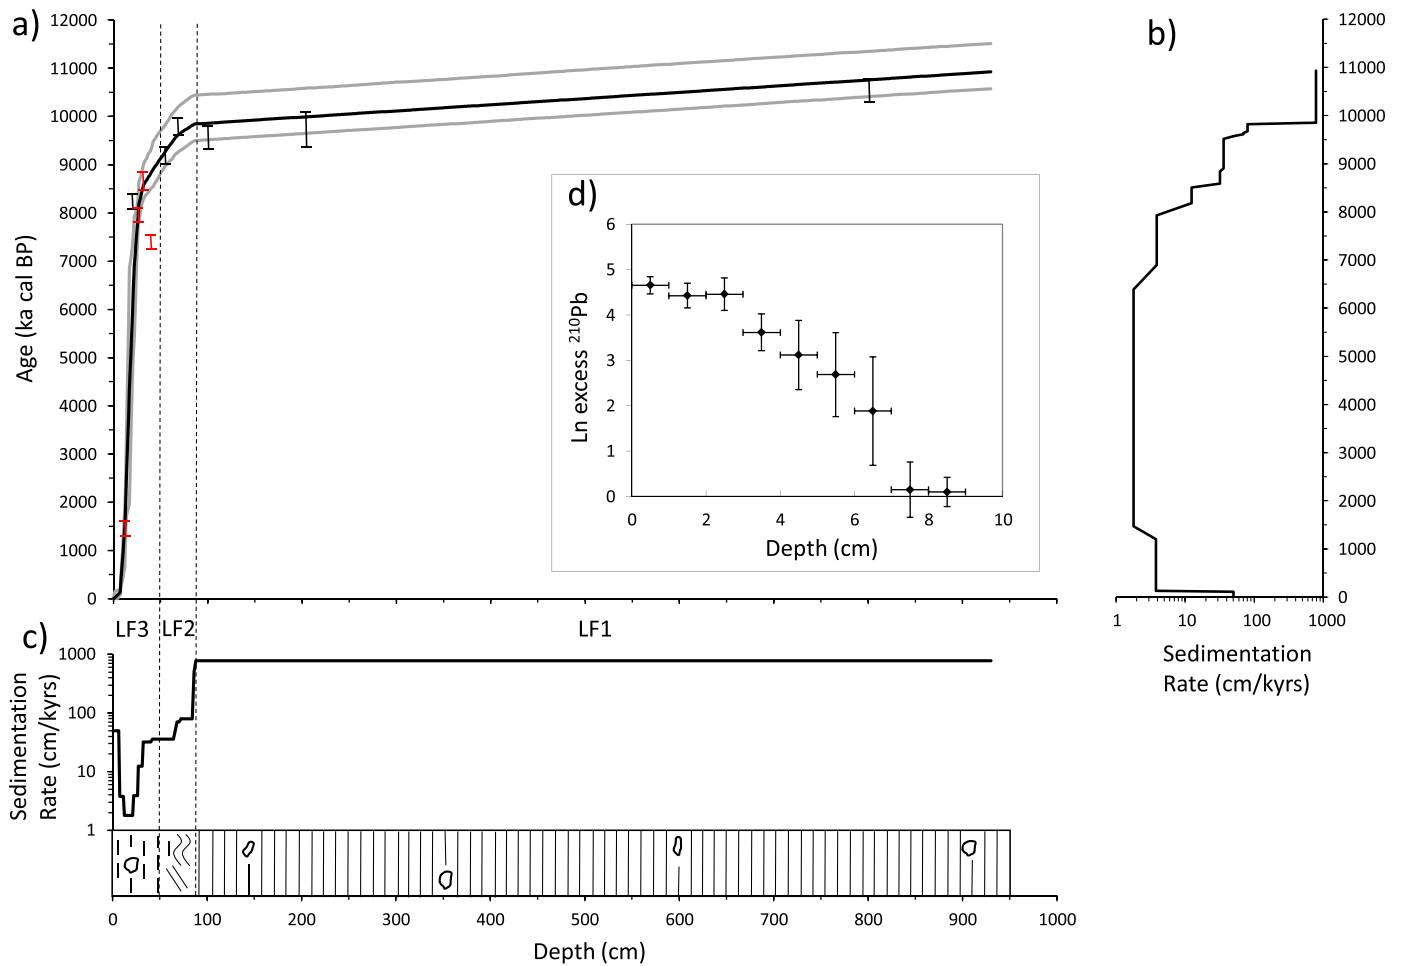 a)
12000
11000
10000
9000
8000
7000
6000
5000
4000
3000
2000
1000
0
Age (ka cal BP)
b)
12000
11000
10000
9000
8000
7000
6000
5000
4000
3000
2000
1000
0
1 10 100 1000
Sedimentation
Rate (cm/kyrs)
d)
6
5
4
3
2
1
0
Ln excess ²¹⁰Pb
0 2 4 6 8 10
Depth (cm)
LF3 LF2 LF1
c)
1000
100
10
1
Sedimentation
Rate (cm/kyrs)
0 100 200 300 400 500 600 700 800 900 1000
Depth (cm)